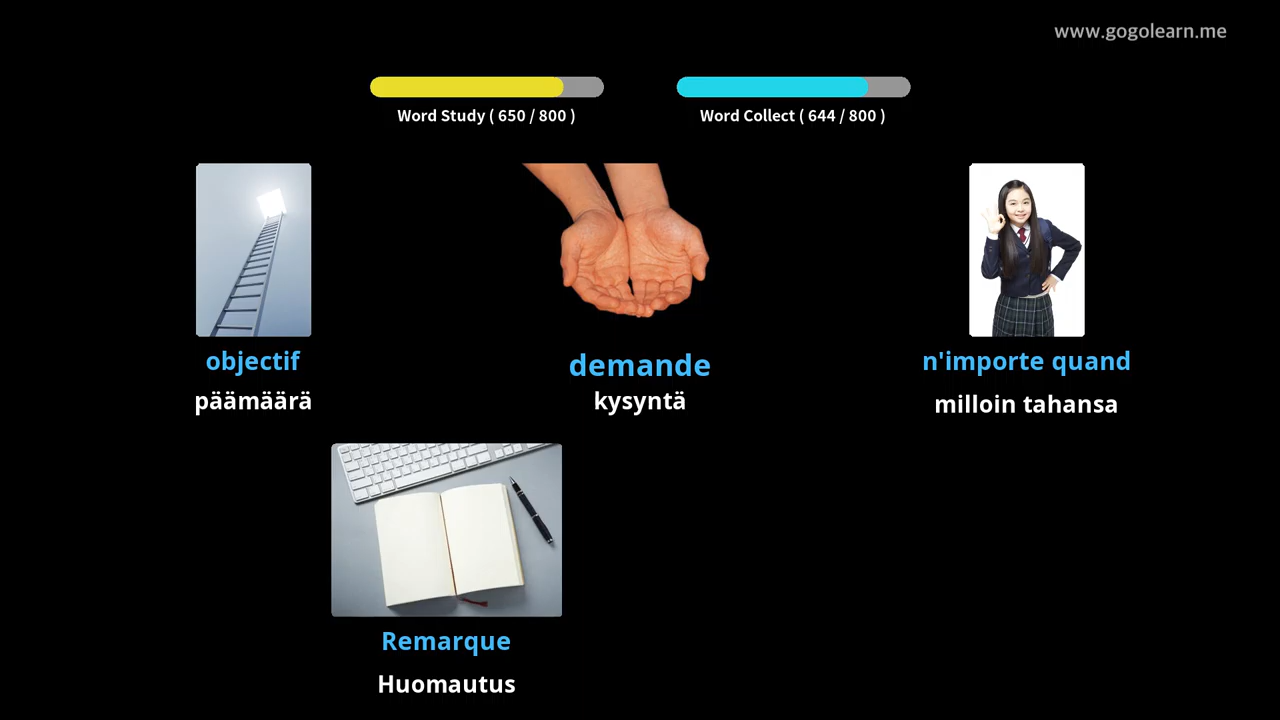 www.gogolearn.me
Word Study ( 650 / 800 )
Word Collect ( 644 / 800 )
objectif
päämäärä
demande
kysyntä
n'importe quand
milloin tahansa
Remarque
Huomautus